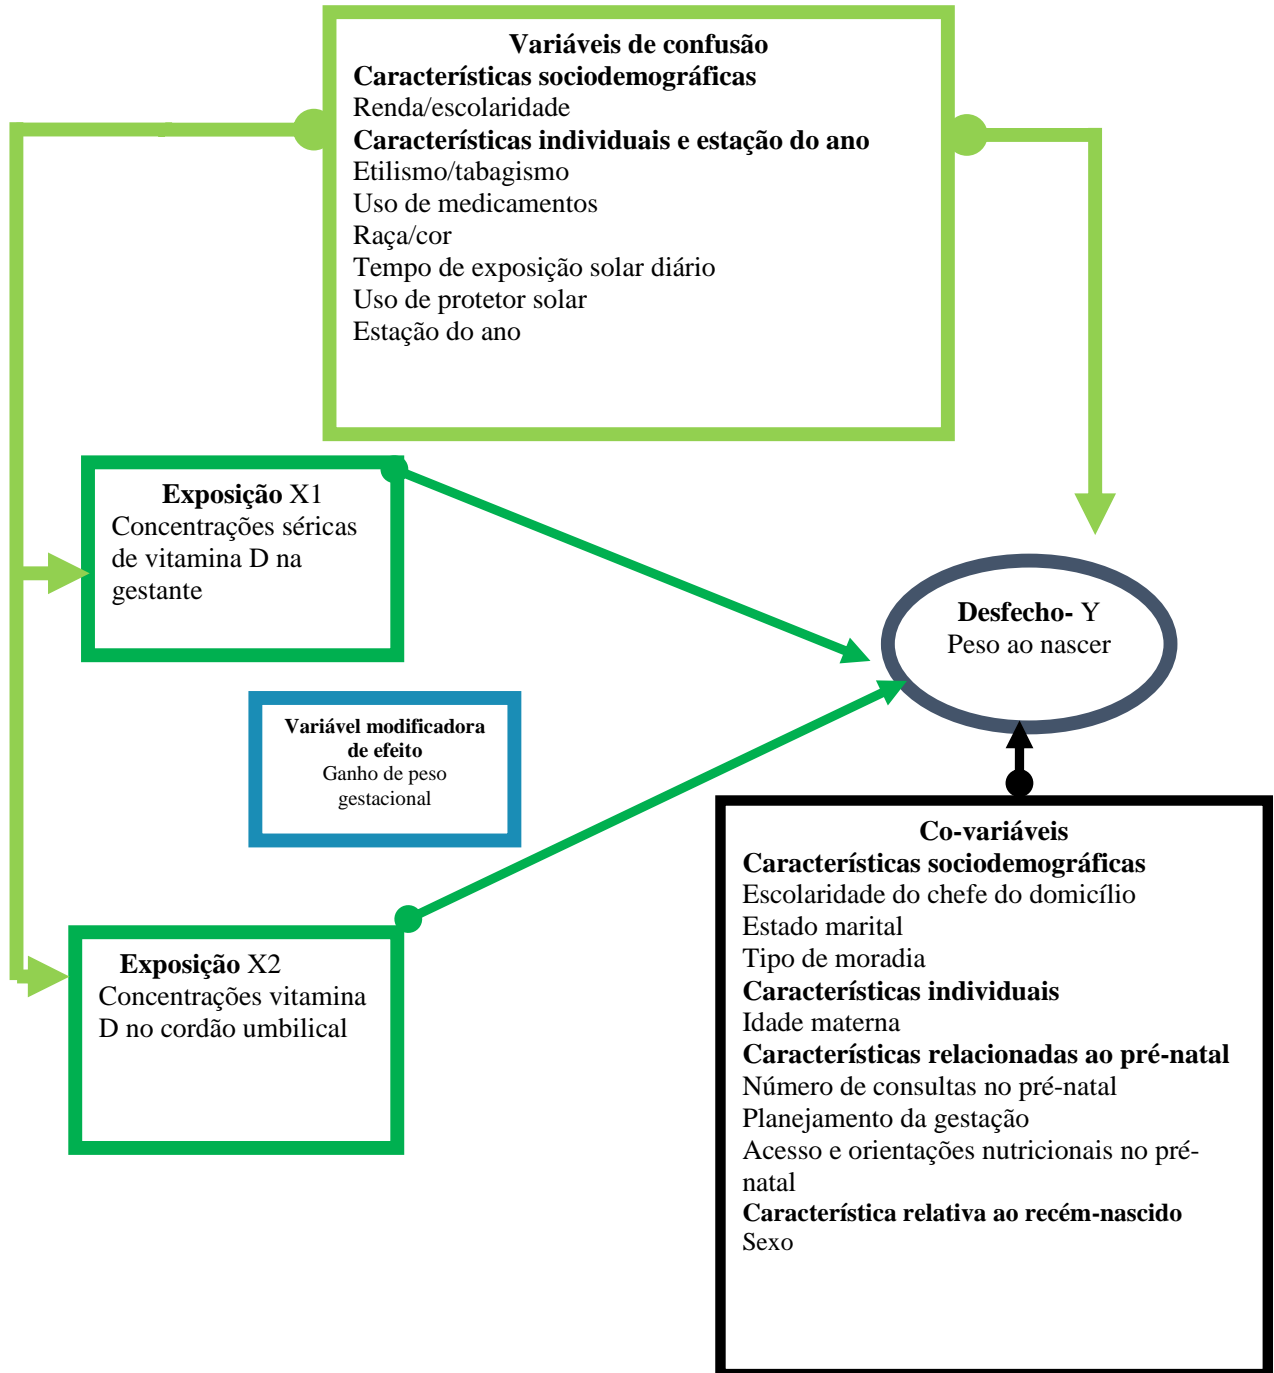 Variáveis de confusão
Características sociodemográficas
Renda/escolaridade
Características individuais e estação do ano
Etilismo/tabagismo
Uso de medicamentos
Raça/cor
Tempo de exposição solar diário
Uso de protetor solar
Estação do ano
Exposição X1
Concentrações séricas
de vitamina D na
gestante
Desfecho- Y
Peso ao nascer
Variável modificadora
de efeito
Ganho de peso
gestacional
Exposição X2
Concentrações vitamina
D no cordão umbilical
Co-variáveis
Características sociodemográficas
Escolaridade do chefe do domicílio
Estado marital
Tipo de moradia
Características individuais
Idade materna
Características relacionadas ao pré-natal
Número de consultas no pré-natal
Planejamento da gestação
Acesso e orientações nutricionais no pré-
natal
Característica relativa ao recém-nascido
Sexo